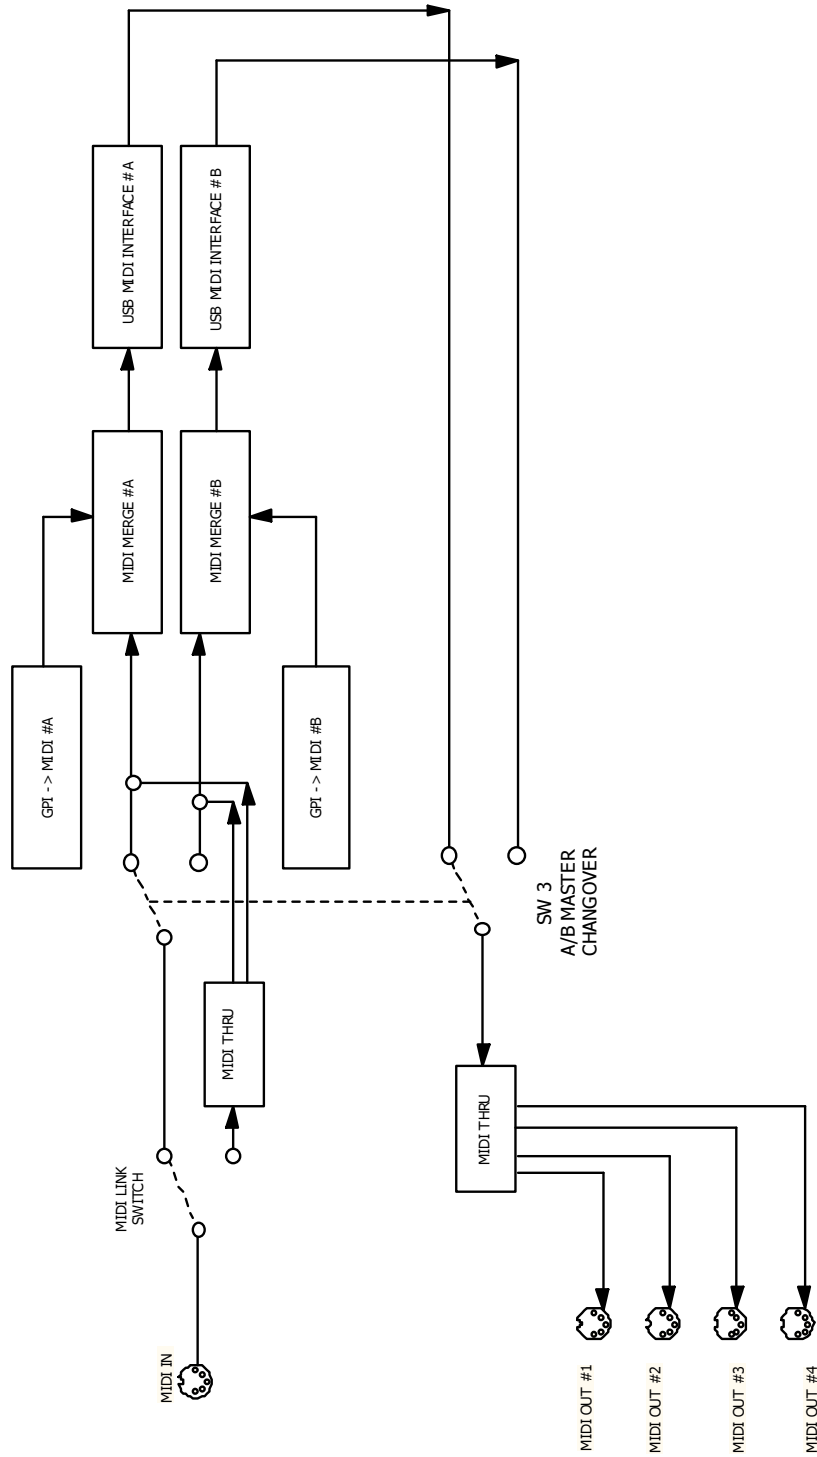 USB MIDI INTERFACE #A
USB MIDI INTERFACE #B
MIDI MERGE #A
MIDI MERGE #B
GPI -> MIDI #A
GPI -> MIDI #B
SW 3
A/B MASTER
CHANGOVER
MIDI THRU
MIDI THRU
MIDI LINK
SWITCH
MIDI IN
MIDI OUT #1
MIDI OUT #2
MIDI OUT #3
MIDI OUT #4